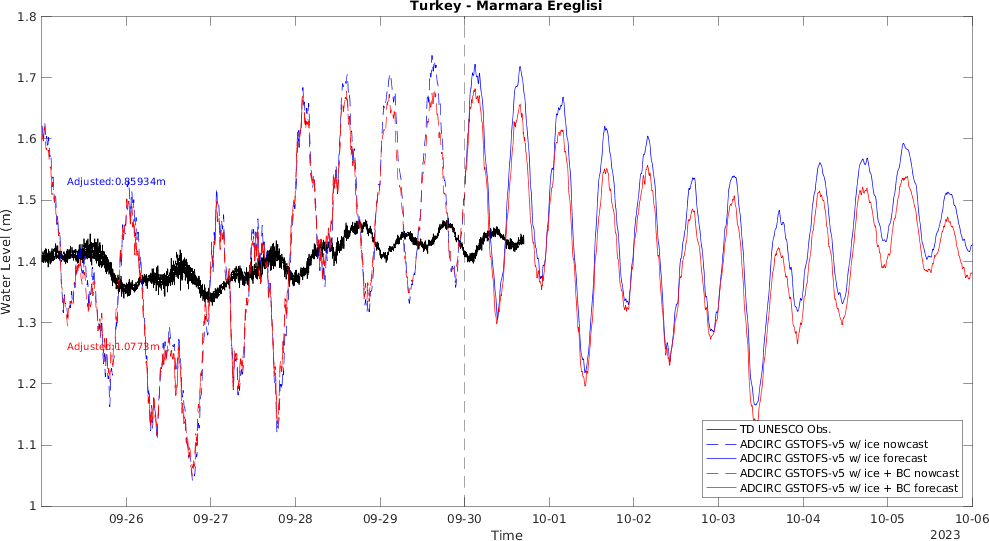 Turkey - Marmara Ereglisi
1.8
1.7
1.6
1.5
1.4
1.3
1.2
1.1
1
Water Level (m)
Adjusted:0.85934m
Adjusted:1.0773m
TD UNESCO Obs.
ADCIRC GSTOFS-v5 w/ ice nowcast
ADCIRC GSTOFS-v5 w/ ice forecast
ADCIRC GSTOFS-v5 w/ ice + BC nowcast
ADCIRC GSTOFS-v5 w/ ice + BC forecast
09-26 09-27 09-28 09-29 09-30 10-01 10-02 10-03 10-04 10-05 10-06
Time
2023